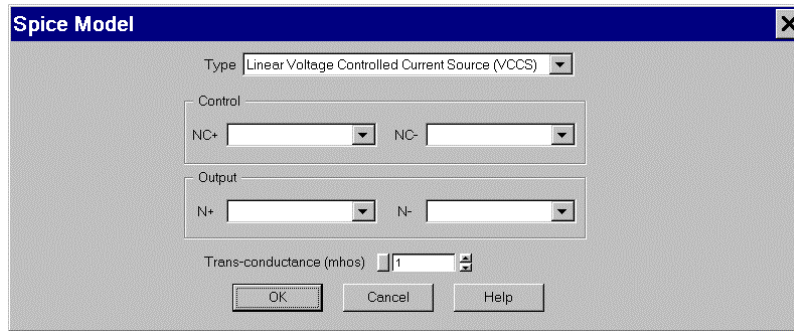 Spice Model
Type Linear Voltage Controlled Current Source (VCCS)
Control
NC+ NC-
Output
N+ N-
Trans-conductance (mhos) 1
OK Cancel Help